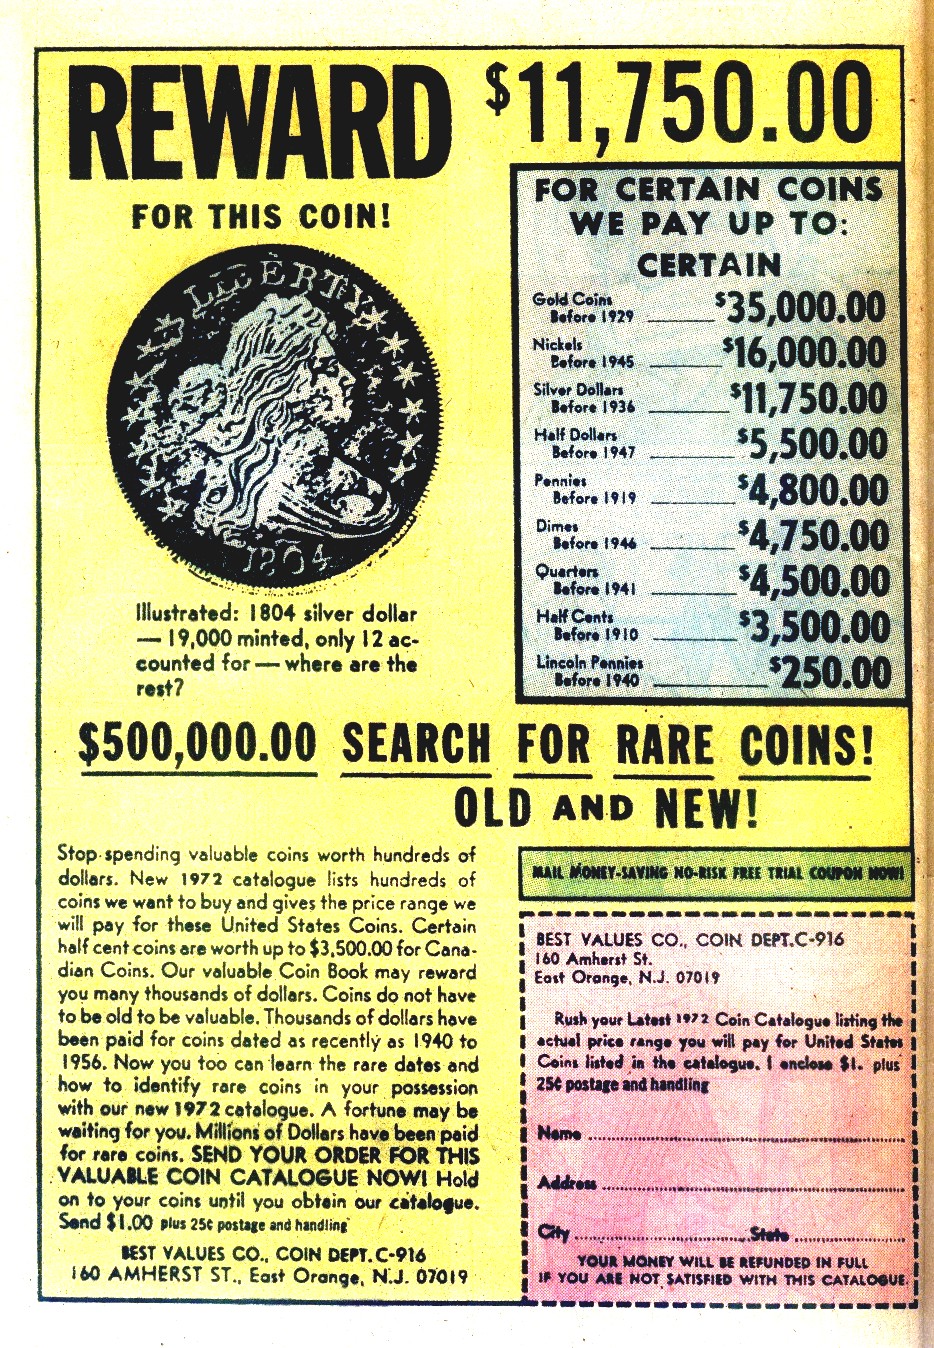 REWARD $11,750.00
FOR THIS COIN!
LIBERTY
1804
Illustrated: 1804 silver dollar
— 19,000 minted, only 12 ac-
counted for — where are the
rest?
FOR CERTAIN COINS
WE PAY UP TO:
CERTAIN
Gold Coins
Before 1929 $35,000.00
Nickels
Before 1945 $16,000.00
Silver Dollars
Before 1936 $11,750.00
Half Dollars
Before 1947 $5,500.00
Pennies
Before 1919 $4,800.00
Dimes
Before 1946 $4,750.00
Quarters
Before 1941 $4,500.00
Half Cents
Before 1910 $3,500.00
Lincoln Pennies
Before 1940 $250.00
$500,000.00 SEARCH FOR RARE COINS!
OLD AND NEW!
Stop spending valuable coins worth hundreds of
dollars. New 1972 catalogue lists hundreds of
coins we want to buy and gives the price range we
will pay for these United States Coins. Certain
half cent coins are worth up to $3,500.00 for Cana-
dian Coins. Our valuable Coin Book may reward
you many thousands of dollars. Coins do not have
to be old to be valuable. Thousands of dollars have
been paid for coins dated as recently as 1940 to
1956. Now you too can learn the rare dates and
how to identify rare coins in your possession
with our new 1972 catalogue. A fortune may be
waiting for you. Millions of Dollars have been paid
for rare coins. SEND YOUR ORDER FOR THIS
VALUABLE COIN CATALOGUE NOW! Hold
on to your coins until you obtain our catalogue.
Send $1.00 plus 25¢ postage and handling
BEST VALUES CO., COIN DEPT. C-916
160 AMHERST ST., East Orange, N.J. 07019
MAIL MONEY-SAVING NO-RISK FREE TRIAL COUPON NOW!
BEST VALUES CO., COIN DEPT. C-916
160 Amherst St.
East Orange, N.J. 07019
Rush your Latest 1972 Coin Catalogue listing the
actual price range you will pay for United States
Coins listed in the catalogue. I enclose $1. plus
25¢ postage and handling
Name
Address
City State
YOUR MONEY WILL BE REFUNDED IN FULL
IF YOU ARE NOT SATISFIED WITH THIS CATALOGUE.